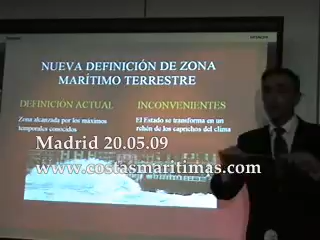 NUEVA DEFINICIÓN DE ZONA
MARÍTIMO TERRESTRE
DEFINICIÓN ACTUAL
Zona alcanzada por los máximos
temporales conocidos
INCONVENIENTES
El Estado se transforma en un
rehén de los caprichos del clima
Madrid 20.05.09
www.costasmaritimas.com